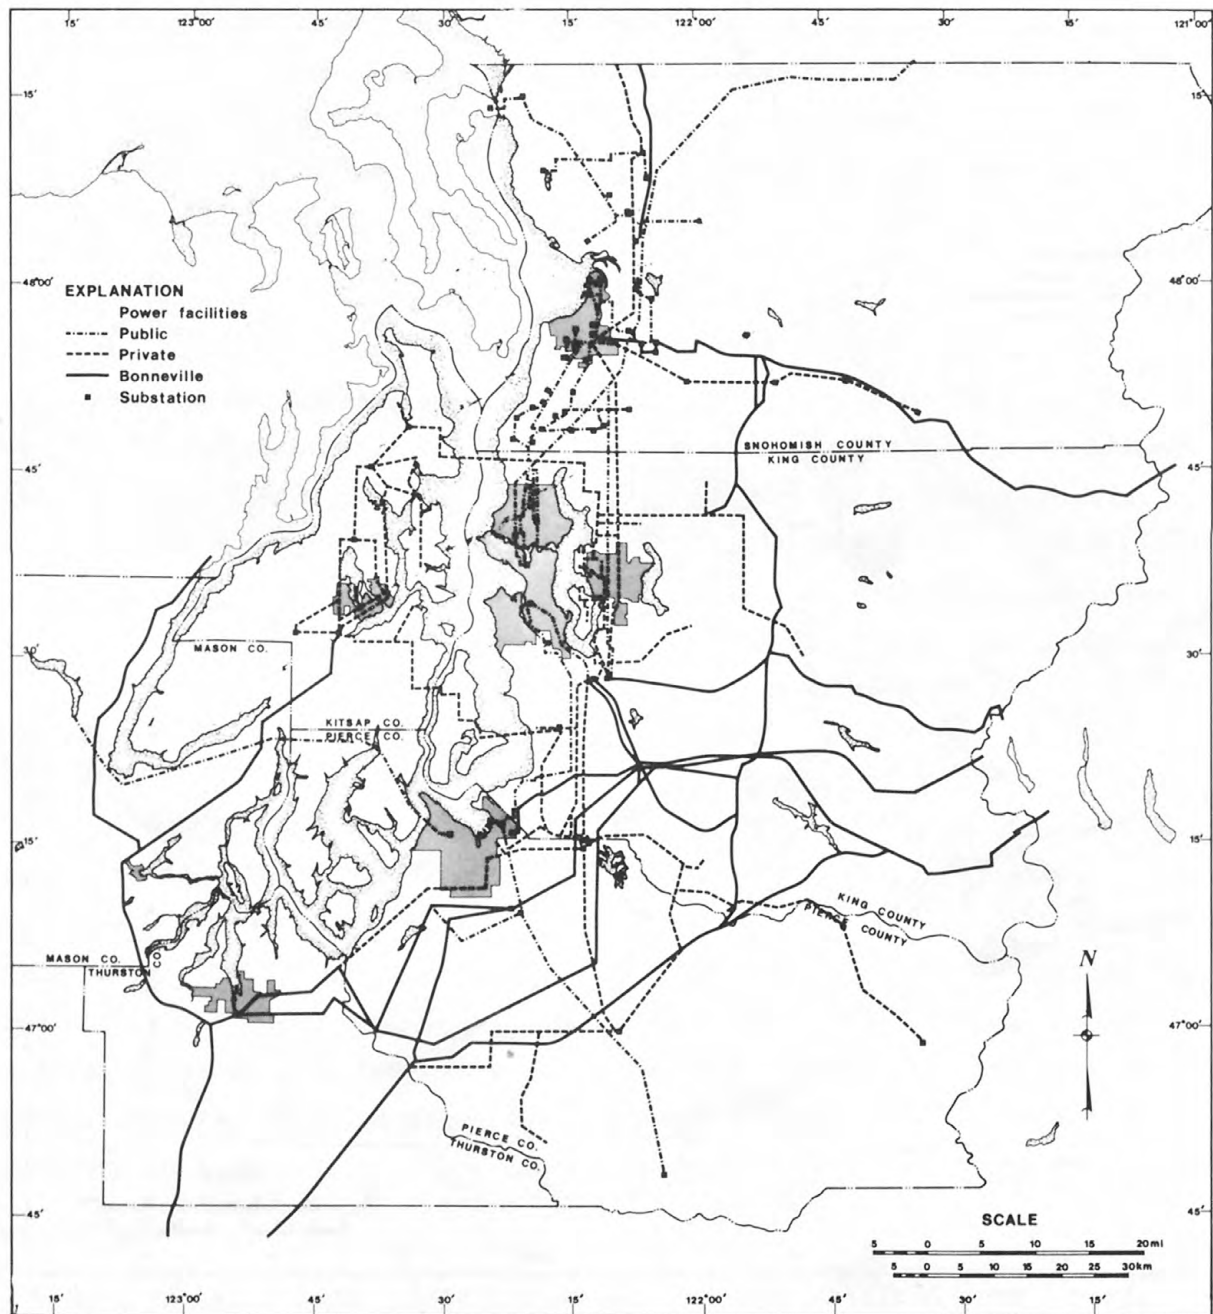 15' 123°00' 45' 30' 15' 122°00' 45' 30' 15' 121°00'
15' 15'
48°00' 48°00'
EXPLANATION
Power facilities
Public
Private
Bonneville
Substation
SNOHOMISH COUNTY
KING COUNTY
45' 45'
MASON CO.
30' 30'
KITSAP CO.
PIERCE CO.
15' 15'
KING COUNTY
PIERCE COUNTY
MASON CO.
THURSTON CO.
N
47°00' 47°00'
PIERCE CO.
THURSTON CO.
45' 45'
SCALE
5 0 5 10 15 20mi
5 0 5 10 15 20 25 30km
15' 123°00' 45' 30' 15' 122°00' 45' 30' 15'